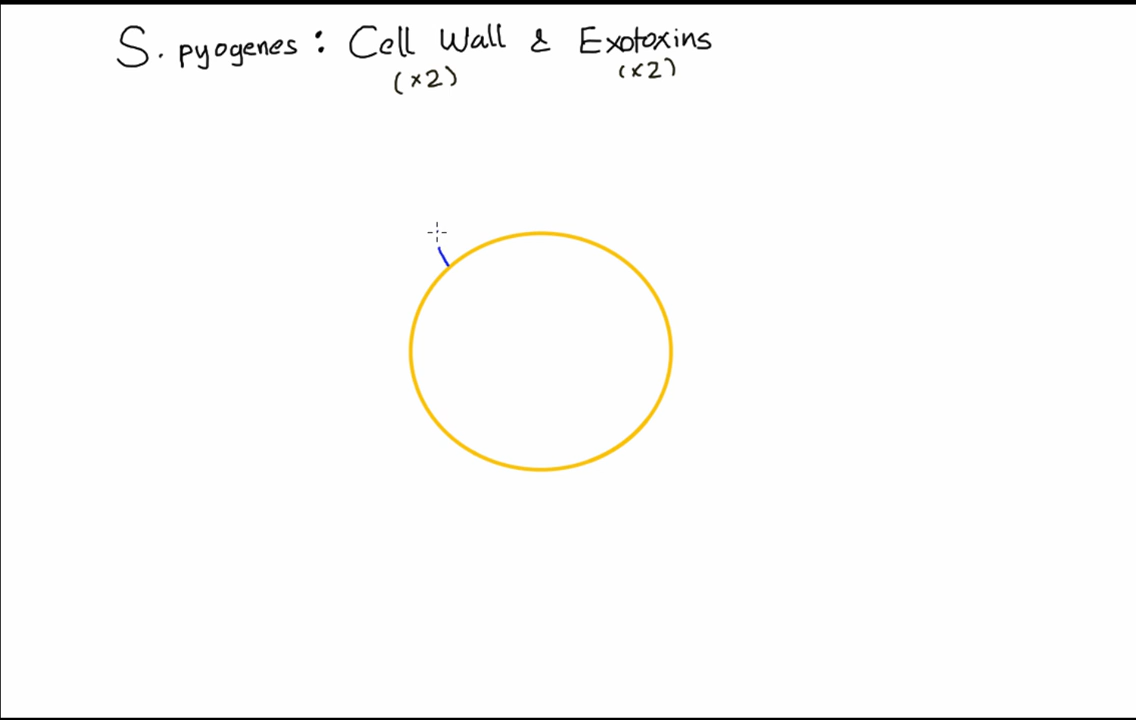 S. pyogenes : Cell Wall & Exotoxins
(x2) (x2)